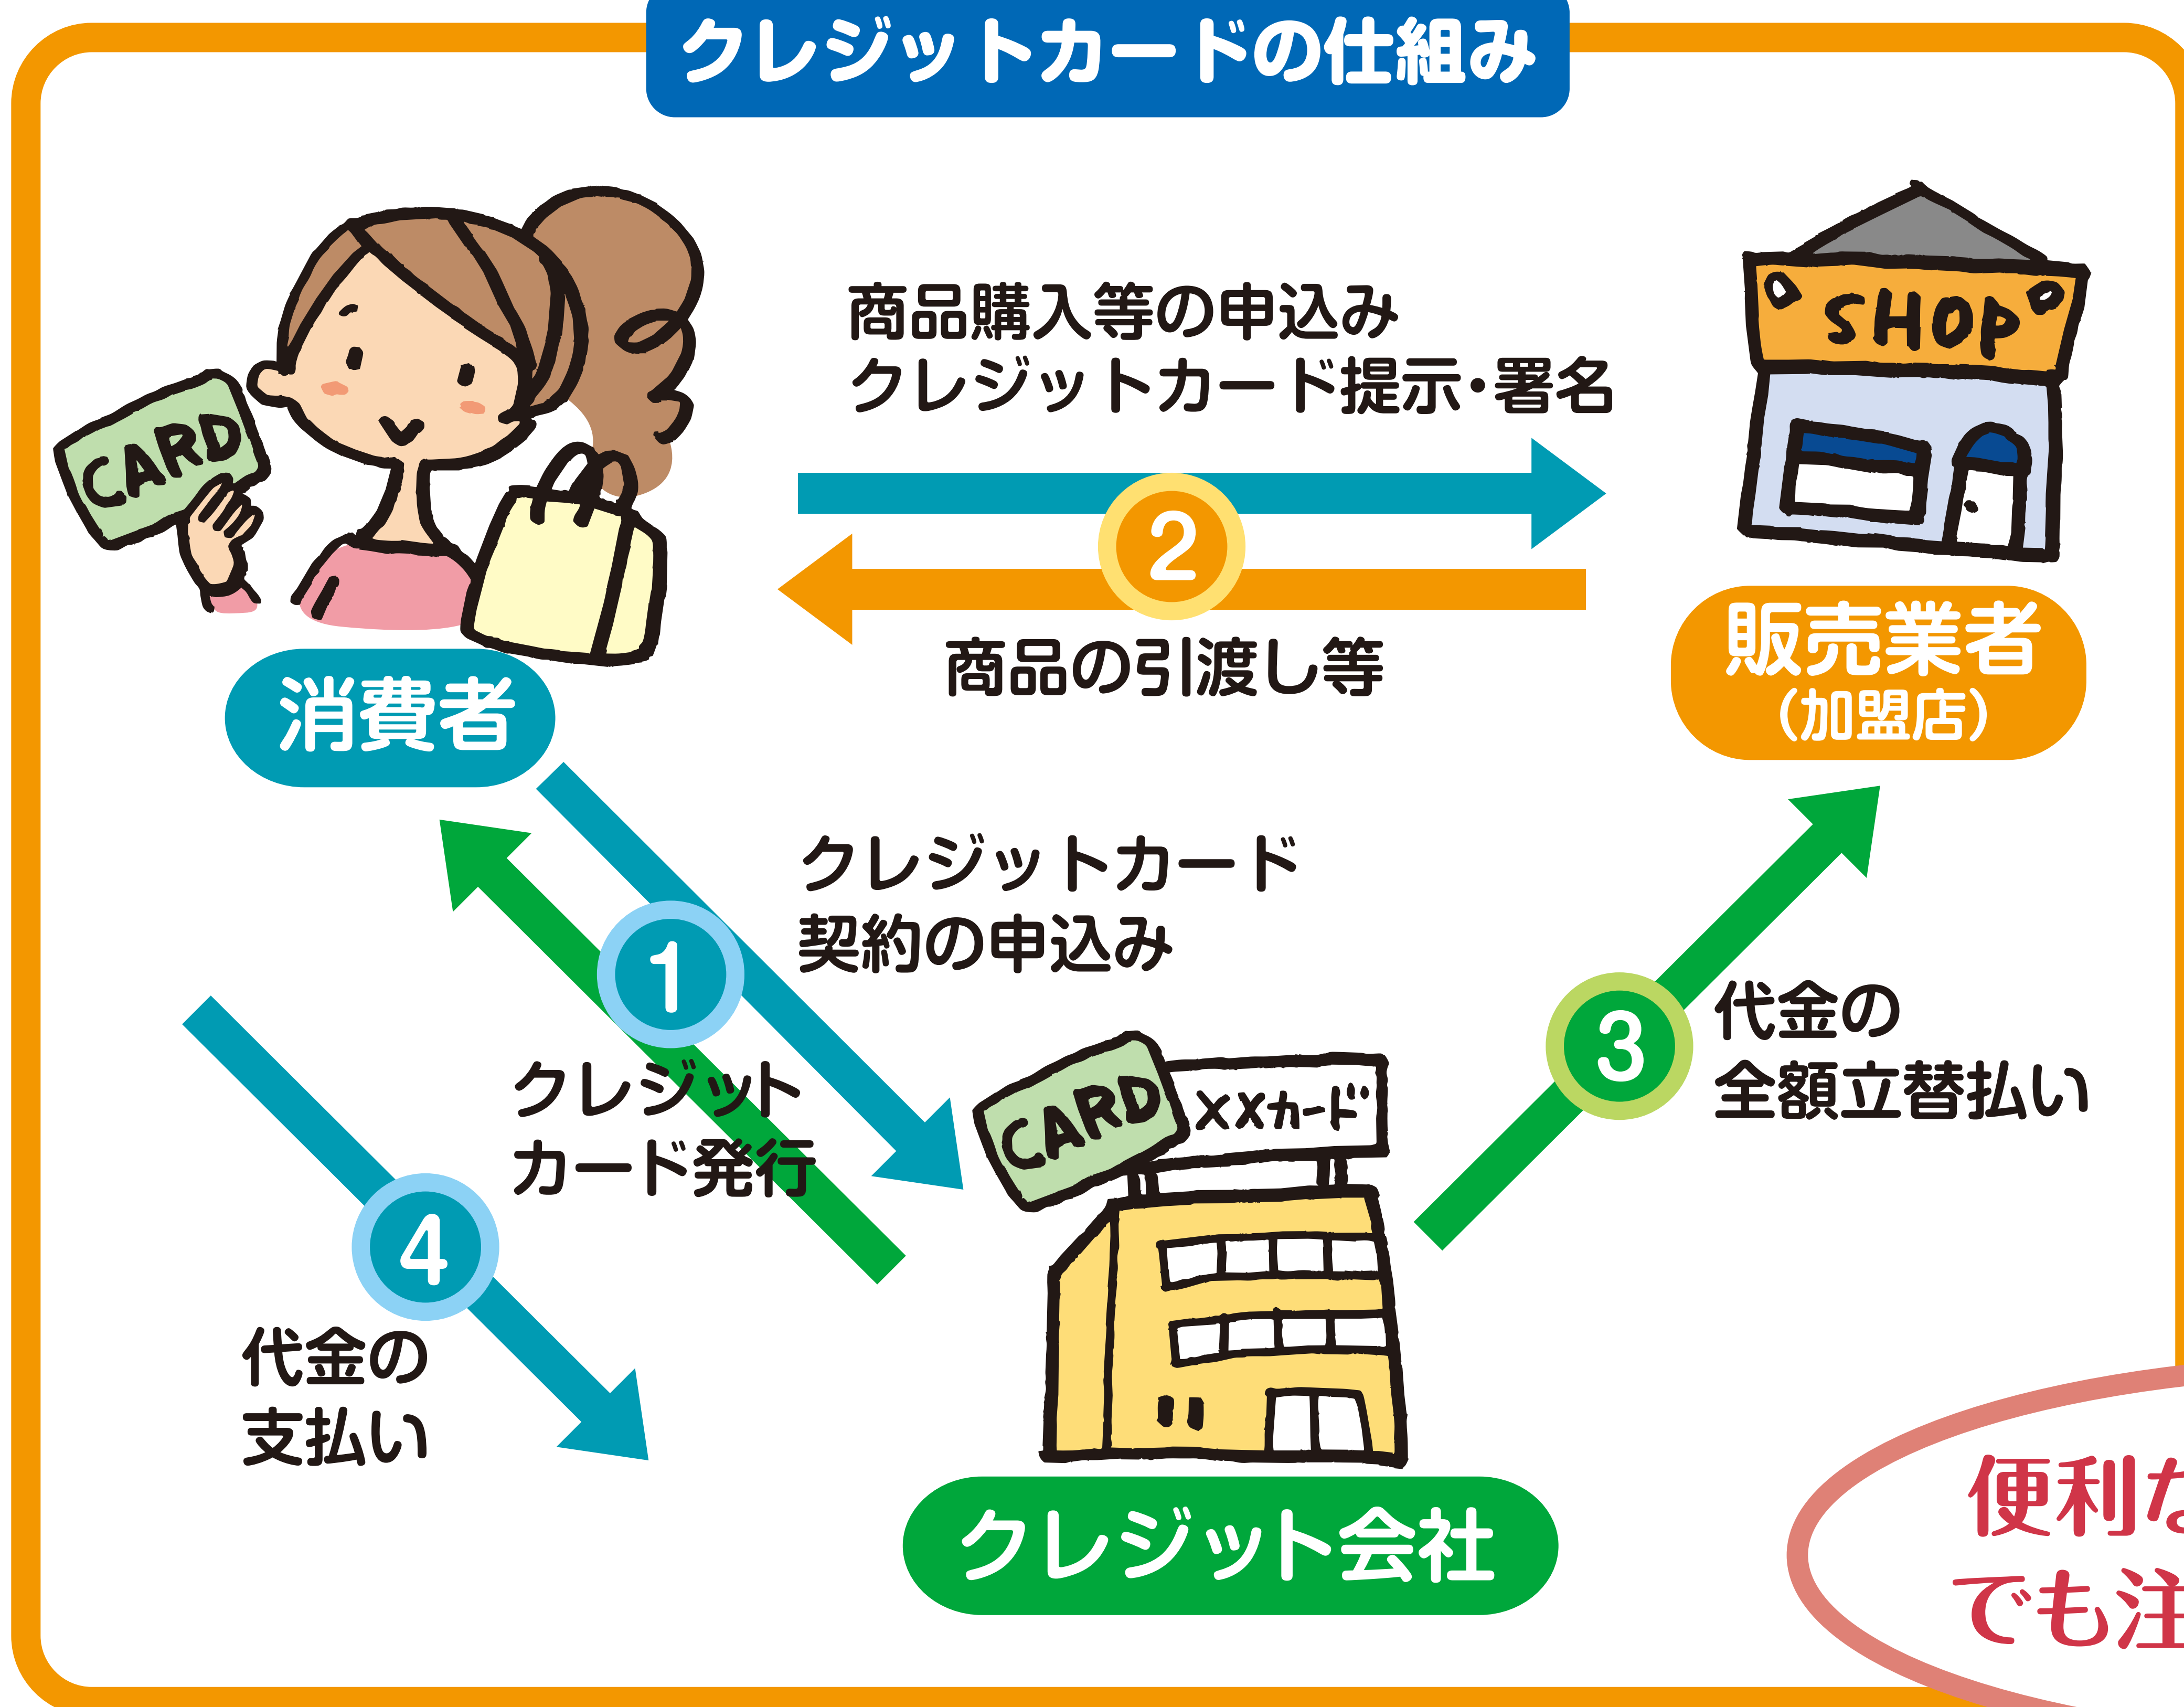 クレジットカードの仕組み
CARD
SHOP
商品購入等の申込み
クレジットカード提示・署名
2
商品の引渡し等
消費者
販売業者
(加盟店)
クレジットカード
契約の申込み
1
クレジット
カード発行
3
代金の
全額立替払い
CARD
××カード
4
代金の
支払い
クレジット会社
便利な
でも注